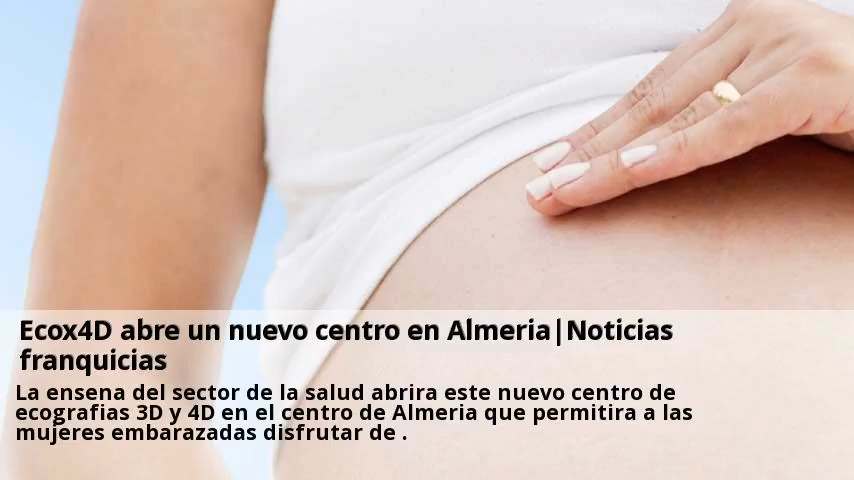 Ecox4D abre un nuevo centro en Almeria|Noticias
franquicias
La ensena del sector de la salud abrira este nuevo centro de
ecografias 3D y 4D en el centro de Almeria que permitira a las
mujeres embarazadas disfrutar de .